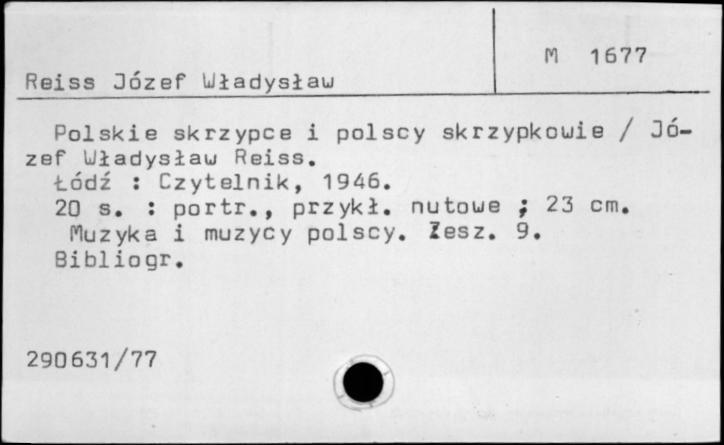 M 1677
Reiss Józef Władysław
Polskie skrzypce i polscy skrzypkowie / Jó-
zef Władysław Reiss.
Łódź : Czytelnik, 1946.
20 s. : portr., przykł. nutowe ; 23 cm.
Muzyka i muzycy polscy. Zesz. 9.
Bibliogr.
290631/77